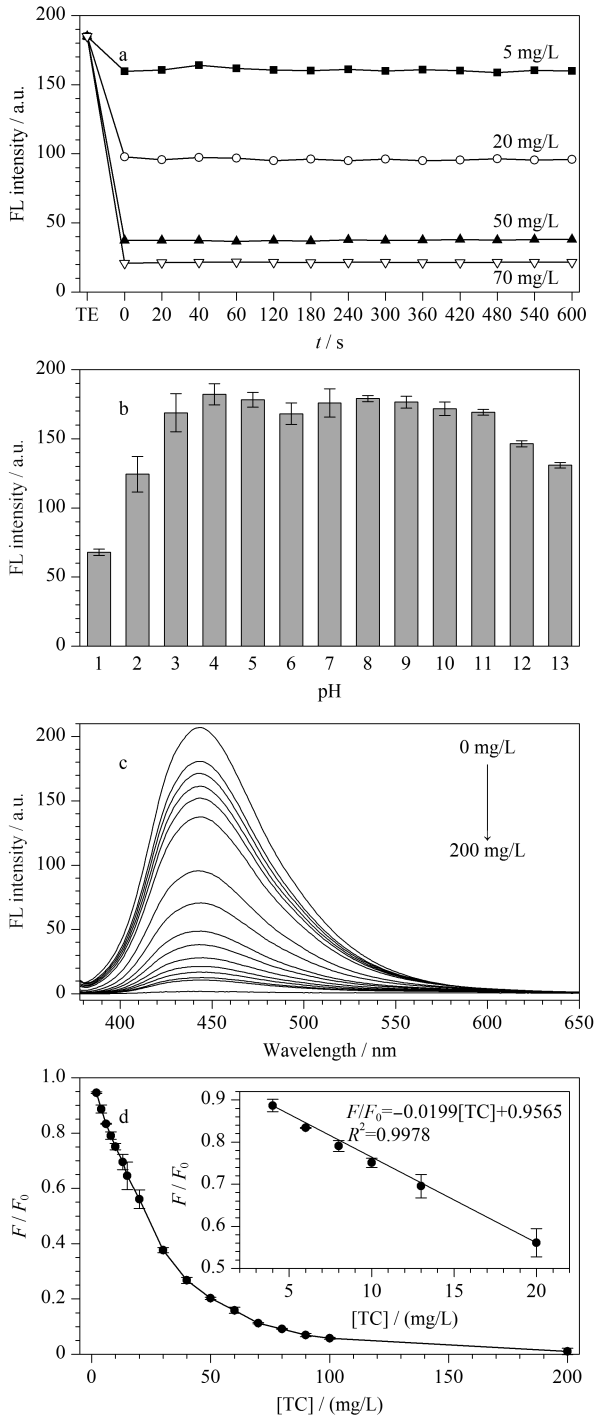 200
150
100
50
0
FL intensity / a.u.
a
5 mg/L
20 mg/L
50 mg/L
70 mg/L
TE 0 20 40 60 120 180 240 300 360 420 480 540 600
t / s
200
150
100
50
0
FL intensity / a.u.
b
1 2 3 4 5 6 7 8 9 10 11 12 13
pH
200
150
100
50
0
FL intensity / a.u.
c
0 mg/L
200 mg/L
400 450 500 550 600 650
Wavelength / nm
1.0
0.8
0.6
0.4
0.2
0
F / F₀
d
0.9
0.8
0.7
0.6
0.5
F / F₀
F/F₀=−0.0199[TC]+0.9565
R²=0.9978
5 10 15 20
[TC] / (mg/L)
0 50 100 150 200
[TC] / (mg/L)